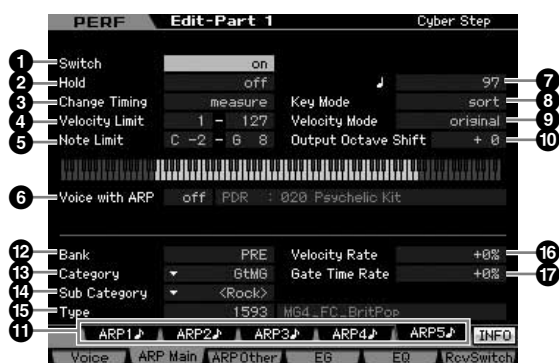 PERF Edit-Part 1 Cyber Step
1 Switch on
2 Hold off ♩ 97 7
3 Change Timing measure Key Mode sort 8
4 Velocity Limit 1 - 127 Velocity Mode original 9
5 Note Limit C -2 - G 8 Output Octave Shift + 0 10
6 Voice with ARP off PDR : 020 Psychelic Kit
12 Bank PRE Velocity Rate +0% 16
13 Category GtMG Gate Time Rate +0% 17
14 Sub Category <Rock>
15 Type 1593 MG4_FC_BritPop
11 ARP1♪ ARP2♪ ARP3♪ ARP4♪ ARP5♪ INFO
Voice ARP Main ARP Other EG EQ RcvSwitch